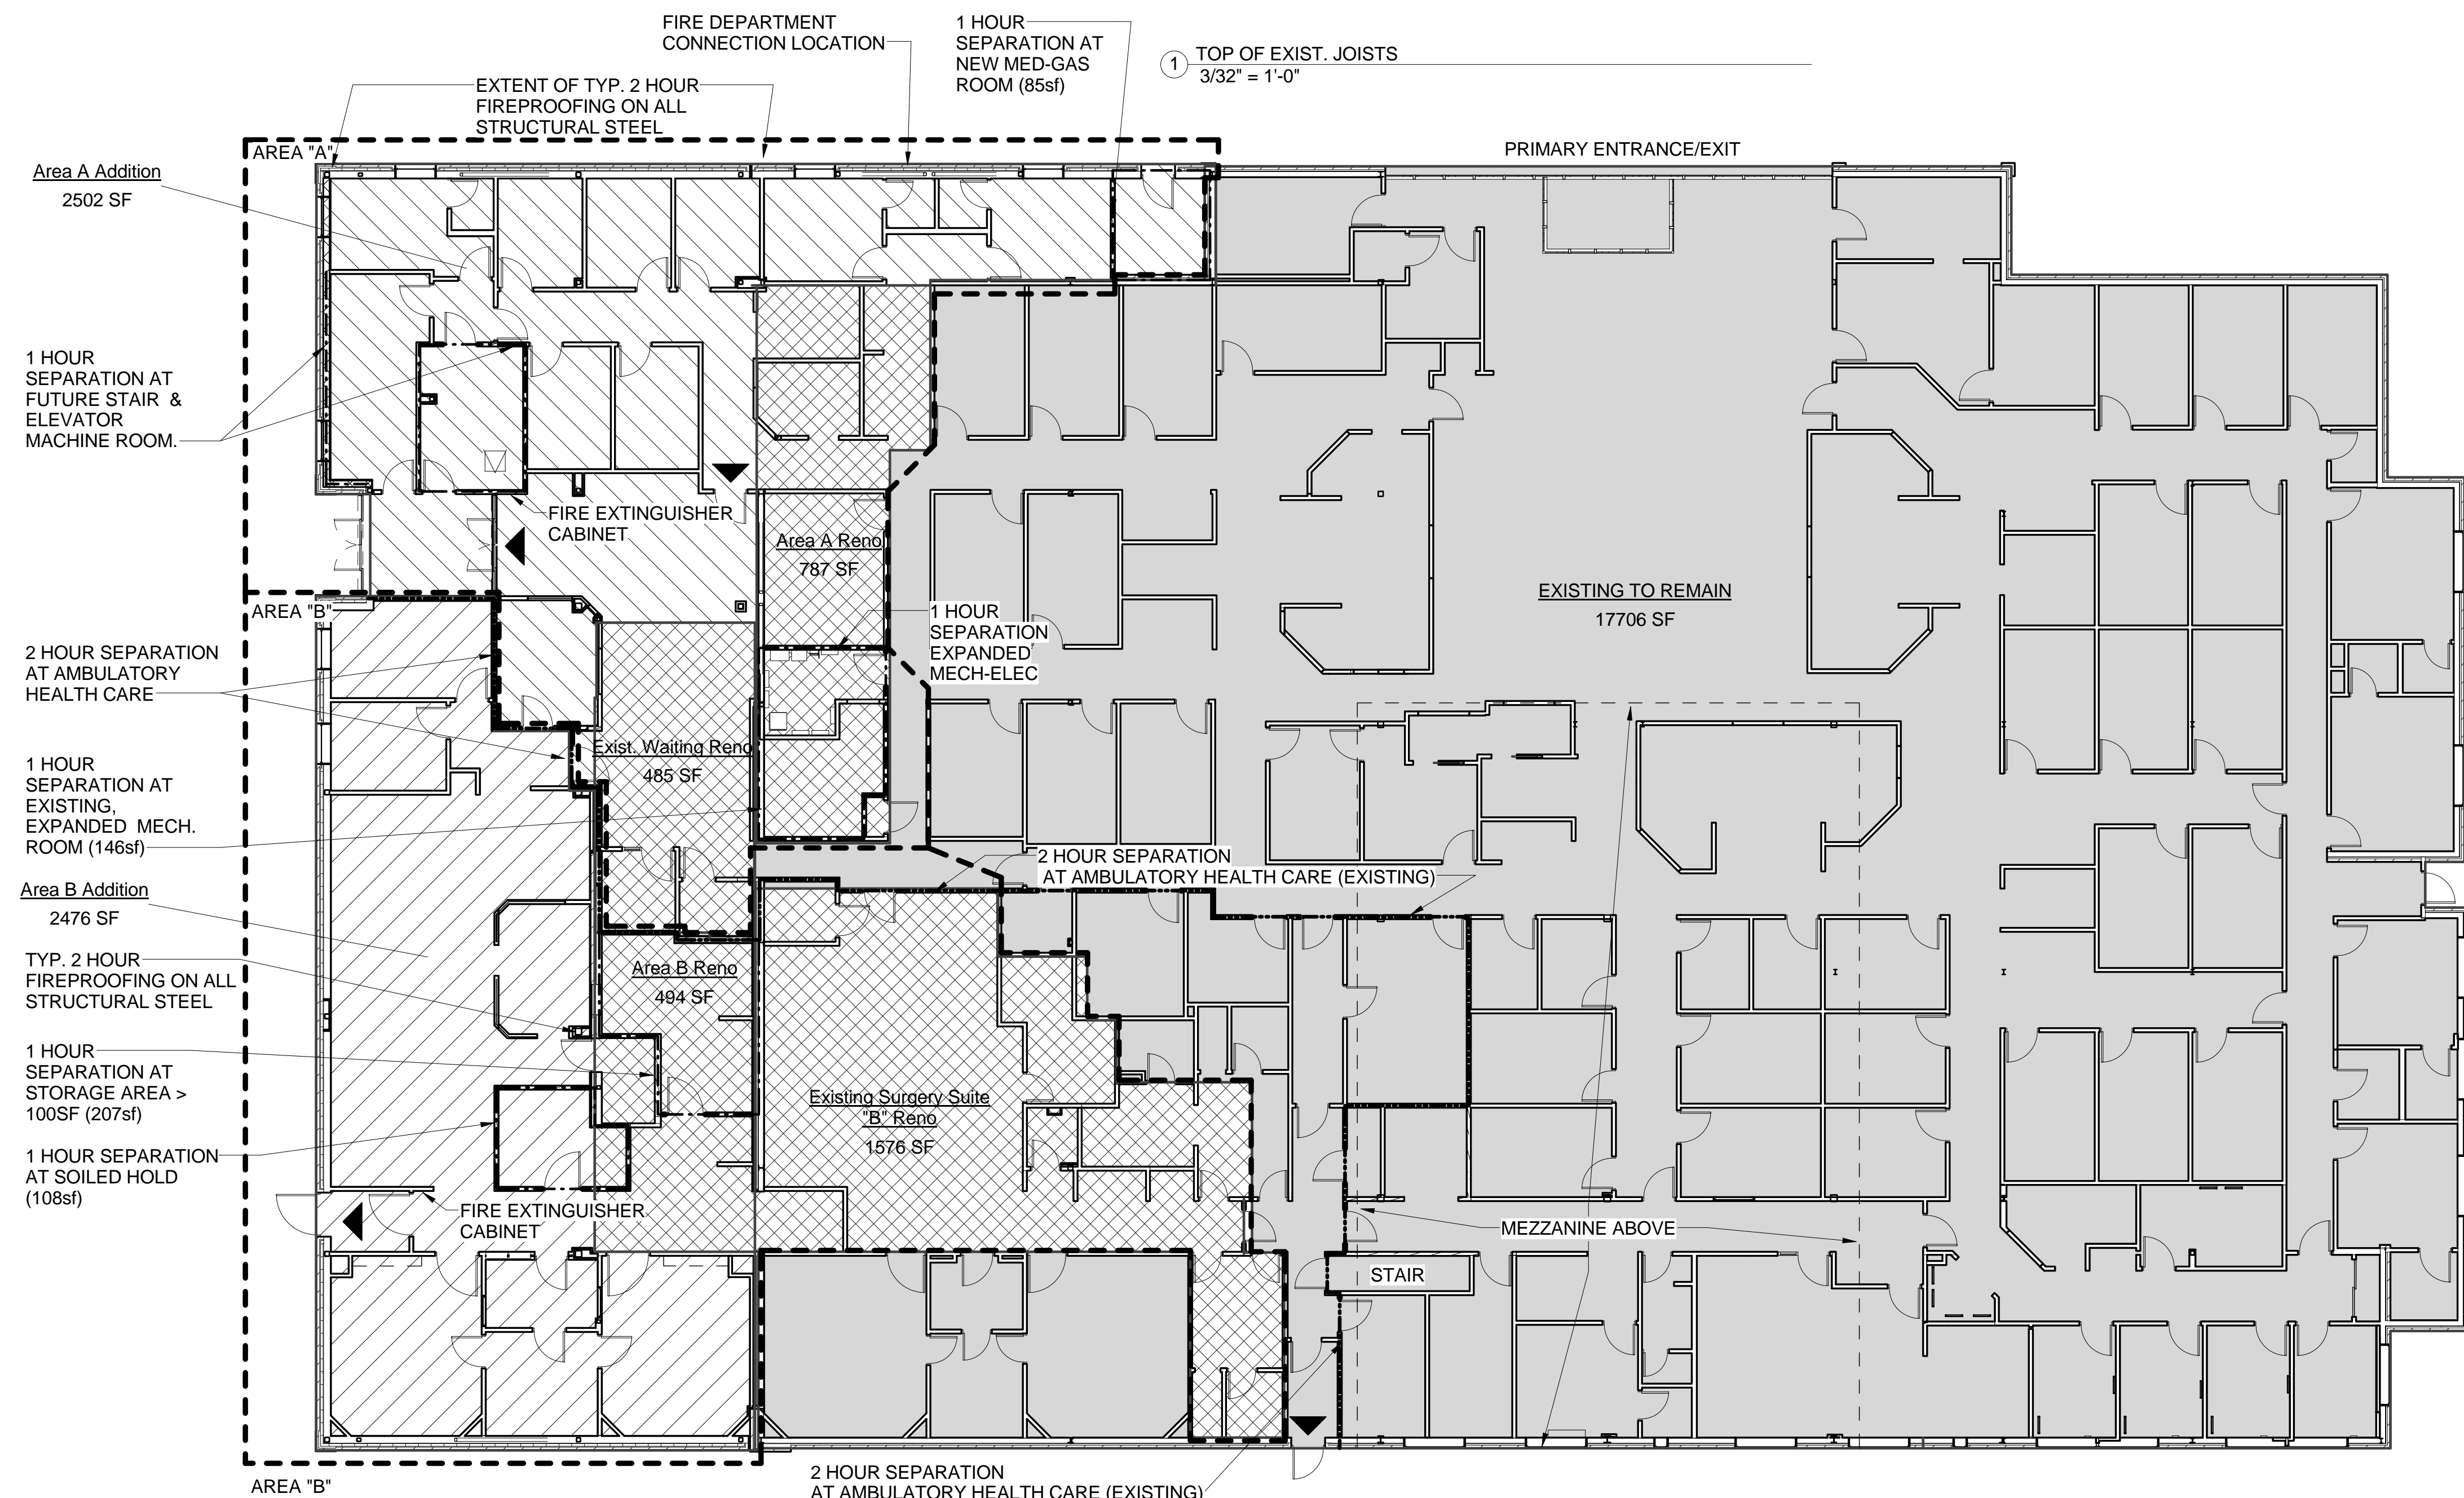 FIRE DEPARTMENT
CONNECTION LOCATION
1 HOUR
SEPARATION AT
NEW MED-GAS
ROOM (85sf)
1
TOP OF EXIST. JOISTS
3/32" = 1'-0"
EXTENT OF TYP. 2 HOUR
FIREPROOFING ON ALL
STRUCTURAL STEEL
AREA "A"
PRIMARY ENTRANCE/EXIT
Area A Addition
2502 SF
1 HOUR
SEPARATION AT
FUTURE STAIR &
ELEVATOR
MACHINE ROOM.
FIRE EXTINGUISHER
CABINET
Area A Reno
787 SF
EXISTING TO REMAIN
17706 SF
AREA "B"
1 HOUR
SEPARATION
EXPANDED
MECH-ELEC
2 HOUR SEPARATION
AT AMBULATORY
HEALTH CARE
Exist. Waiting Reno
485 SF
1 HOUR
SEPARATION AT
EXISTING,
EXPANDED MECH.
ROOM (146sf)
2 HOUR SEPARATION
AT AMBULATORY HEALTH CARE (EXISTING)
Area B Addition
2476 SF
TYP. 2 HOUR
FIREPROOFING ON ALL
STRUCTURAL STEEL
Area B Reno
494 SF
1 HOUR
SEPARATION AT
STORAGE AREA >
100SF (207sf)
Existing Surgery Suite
"B" Reno
1576 SF
1 HOUR SEPARATION
AT SOILED HOLD
(108sf)
FIRE EXTINGUISHER
CABINET
MEZZANINE ABOVE
STAIR
2 HOUR SEPARATION
AT AMBULATORY HEALTH CARE (EXISTING)
AREA "B"